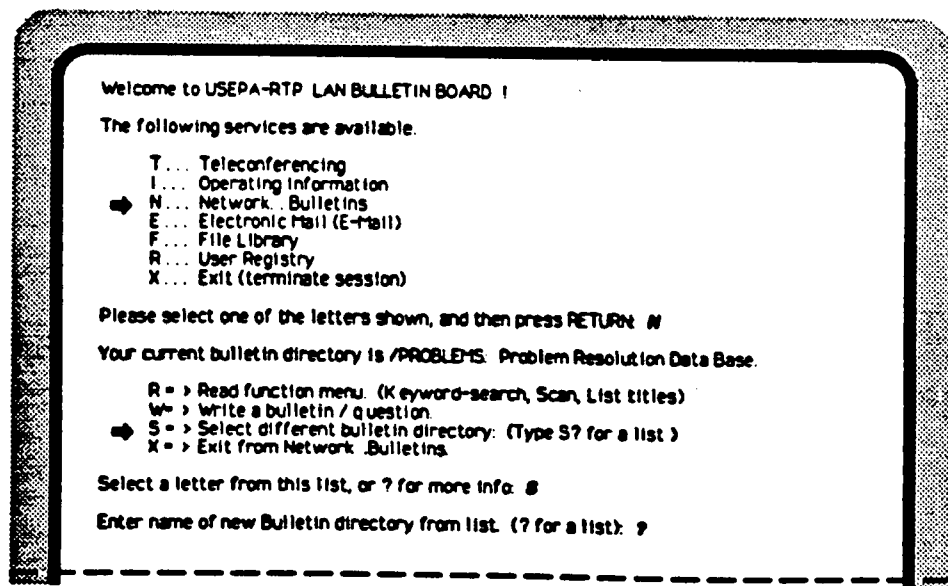 Welcome to USEPA-RTP LAN BULLETIN BOARD !
The following services are available.
T... Teleconferencing
I... Operating Information
N... Network.. Bulletins
E... Electronic Mail (E-Mail)
F... File Library
R... User Registry
X... Exit (terminate session)
Please select one of the letters shown, and then press RETURN: N
Your current bulletin directory is /PROBLEMS: Problem Resolution Data Base.
R = > Read function menu. (Keyword-search, Scan, List titles)
W= > Write a bulletin / question.
S = > Select different bulletin directory: (Type S? for a list )
X = > Exit from Network .Bulletins.
Select a letter from this list, or ? for more info: S
Enter name of new Bulletin directory from list. (? for a list): ?